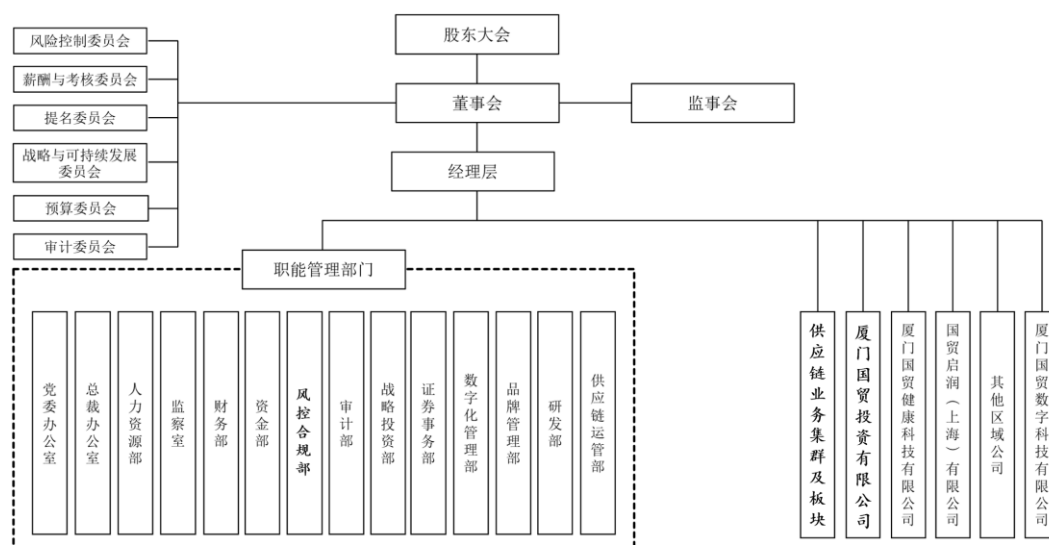 股东大会
风险控制委员会
薪酬与考核委员会
董事会
监事会
提名委员会
战略与可持续发展
委员会
经理层
预算委员会
审计委员会
职能管理部门
党委办公室
总裁办公室
人力资源部
监察室
财务部
资金部
风控合规部
审计部
战略投资部
证券事务部
数字化管理部
品牌管理部
研发部
供应链运管部
供应链业务集群及板块
厦门国贸投资有限公司
厦门国贸健康科技有限公司
国贸启润（上海）有限公司
其他区域公司
厦门国贸数字科技有限公司